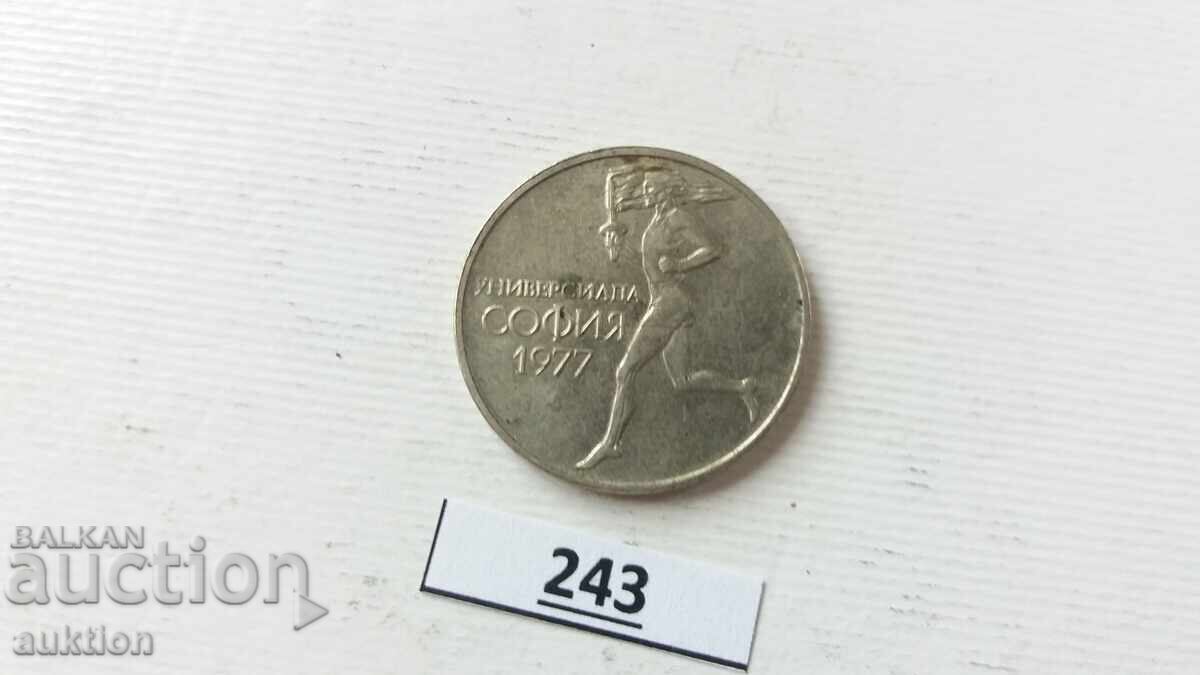 УНИВЕРСИАДА
СОФИЯ
1977
243
BALKAN
auction
auktion